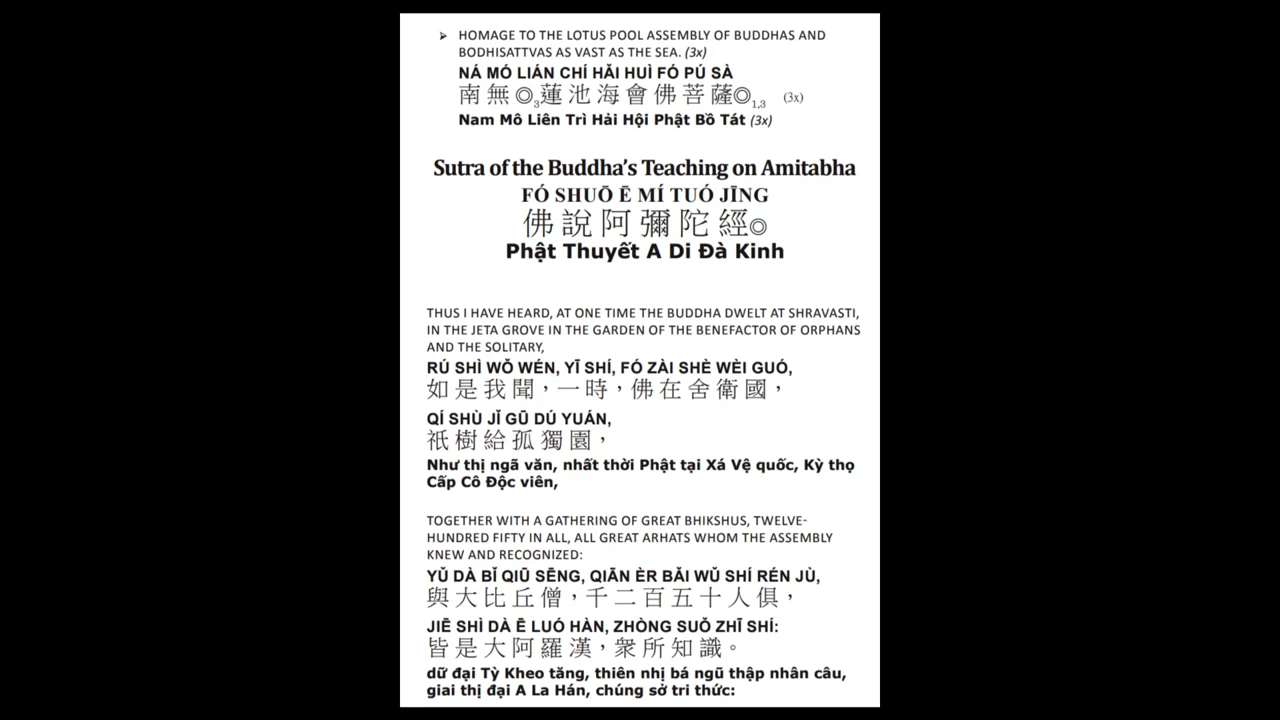 ➢ HOMAGE TO THE LOTUS POOL ASSEMBLY OF BUDDHAS AND
BODHISATTVAS AS VAST AS THE SEA. (3x)
NÁ MÓ LIÁN CHÍ HǍI HUÌ FÓ PÚ SÀ
南無◎3蓮池海會佛菩薩◎1,3 (3x)
Nam Mô Liên Trì Hải Hội Phật Bồ Tát (3x)
Sutra of the Buddha's Teaching on Amitabha
FÓ SHUŌ Ē MÍ TUÓ JĪNG
佛說阿彌陀經◎
Phật Thuyết A Di Đà Kinh
THUS I HAVE HEARD, AT ONE TIME THE BUDDHA DWELT AT SHRAVASTI,
IN THE JETA GROVE IN THE GARDEN OF THE BENEFACTOR OF ORPHANS
AND THE SOLITARY,
RÚ SHÌ WǑ WÉN, YĪ SHÍ, FÓ ZÀI SHÈ WÈI GUÓ,
如是我聞，一時，佛在舍衛國，
QÍ SHÙ JǏ GŪ DÚ YUÁN,
祇樹給孤獨園，
Như thị ngã văn, nhất thời Phật tại Xá Vệ quốc, Kỳ thọ
Cấp Cô Độc viên,
TOGETHER WITH A GATHERING OF GREAT BHIKSHUS, TWELVE-
HUNDRED FIFTY IN ALL, ALL GREAT ARHATS WHOM THE ASSEMBLY
KNEW AND RECOGNIZED:
YǓ DÀ BǏ QIŪ SĒNG, QIĀN ÈR BǍI WǓ SHÍ RÉN JÙ,
與大比丘僧，千二百五十人俱，
JIĒ SHÌ DÀ Ē LUÓ HÀN, ZHÒNG SUǑ ZHĪ SHÍ:
皆是大阿羅漢，衆所知識。
dữ đại Tỳ Kheo tăng, thiên nhị bá ngũ thập nhân câu,
giai thị đại A La Hán, chúng sở tri thức: